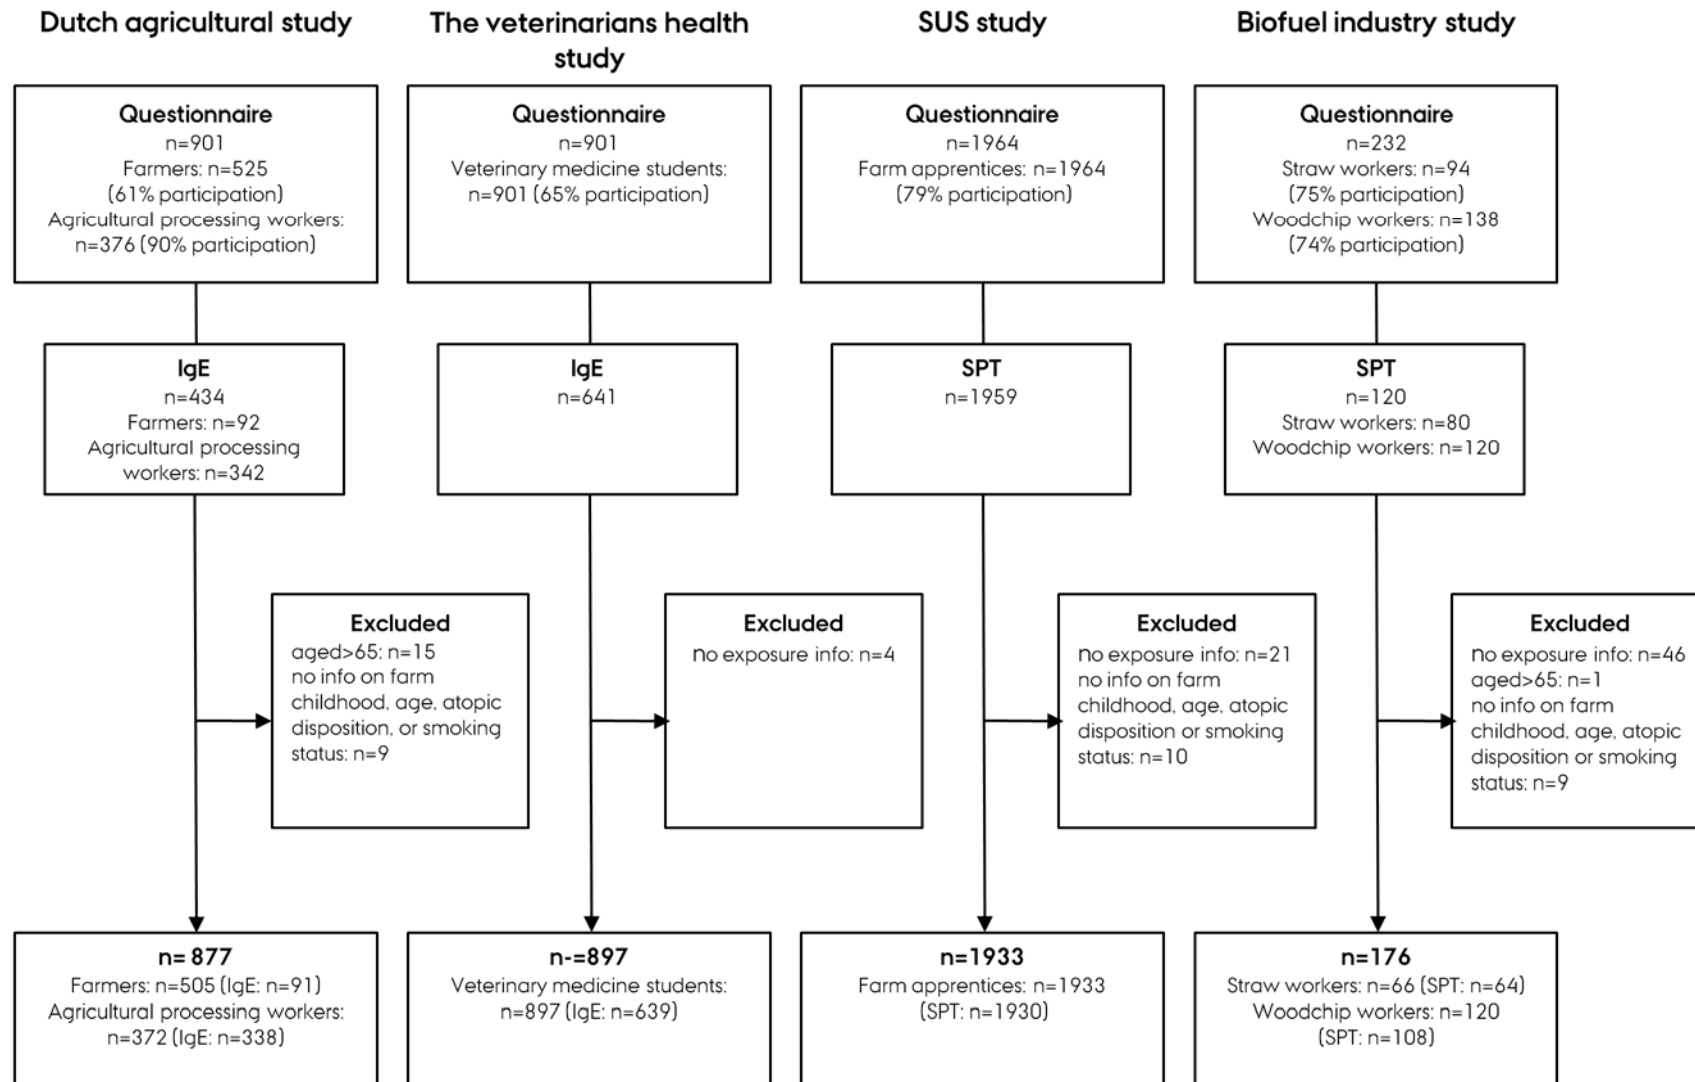 Dutch agricultural study
Questionnaire
n=901
Farmers: n=525
(61% participation)
Agricultural processing workers:
n=376 (90% participation)
IgE
n=434
Farmers: n=92
Agricultural processing
workers: n=342
Excluded
aged>65: n=15
no info on farm
childhood, age, atopic
disposition, or smoking
status: n=9
n= 877
Farmers: n=505 (IgE: n=91)
Agricultural processing workers:
n=372 (IgE: n=338)
The veterinarians health
study
Questionnaire
n=901
Veterinary medicine students:
n=901 (65% participation)
IgE
n=641
Excluded
no exposure info: n=4
n-=897
Veterinary medicine students:
n=897 (IgE: n=639)
SUS study
Questionnaire
n=1964
Farm apprentices: n=1964
(79% participation)
SPT
n=1959
Excluded
no exposure info: n=21
no info on farm
childhood, age, atopic
disposition or smoking
status: n=10
n=1933
Farm apprentices: n=1933
(SPT: n=1930)
Biofuel industry study
Questionnaire
n=232
Straw workers: n=94
(75% participation)
Woodchip workers: n=138
(74% participation)
SPT
n=120
Straw workers: n=80
Woodchip workers: n=120
Excluded
no exposure info: n=46
aged>65: n=1
no info on farm
childhood, age, atopic
disposition or smoking
status: n=9
n=176
Straw workers: n=66 (SPT: n=64)
Woodchip workers: n=120
(SPT: n=108)